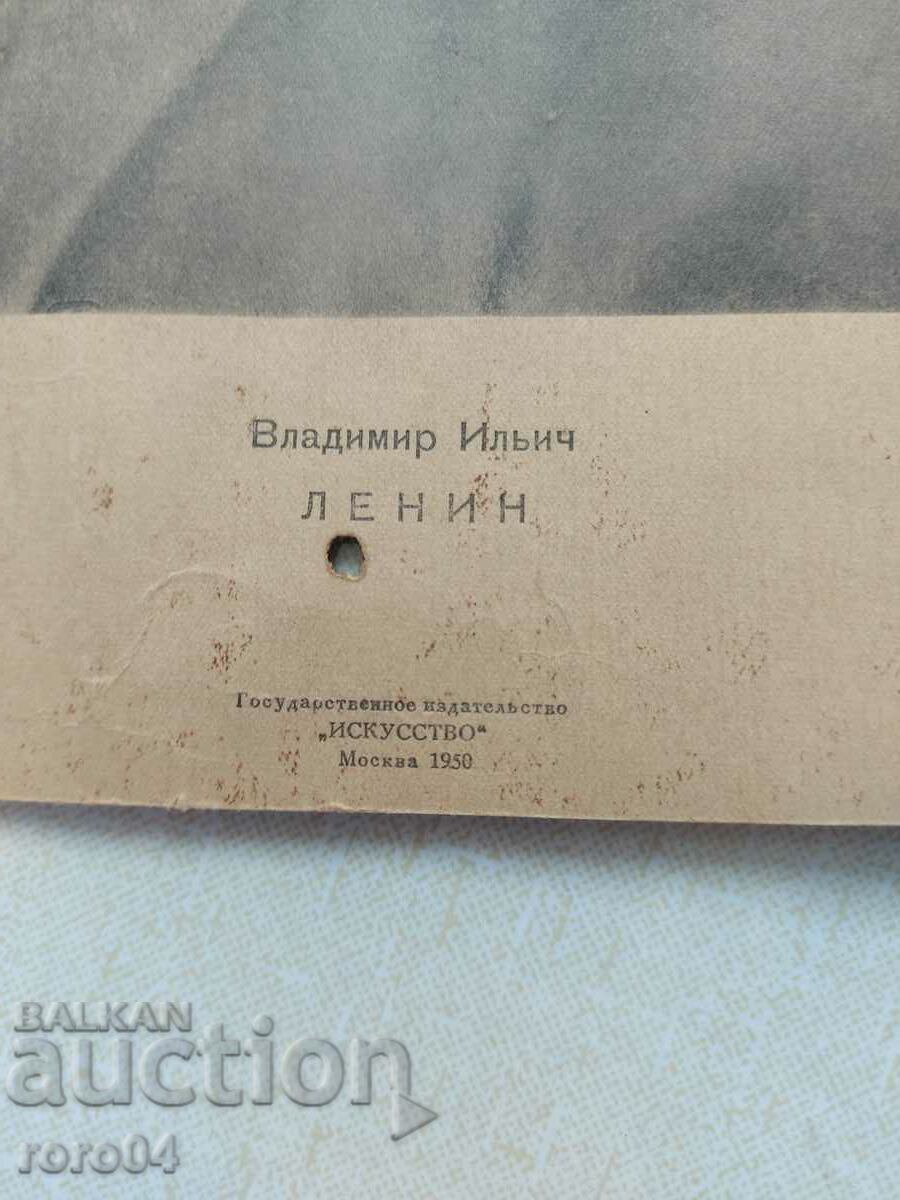 Владимир Ильич
ЛЕНИН
Государственное издательство
„ИСКУССТВО“
Москва 1950
BALKAN
auction
roro04